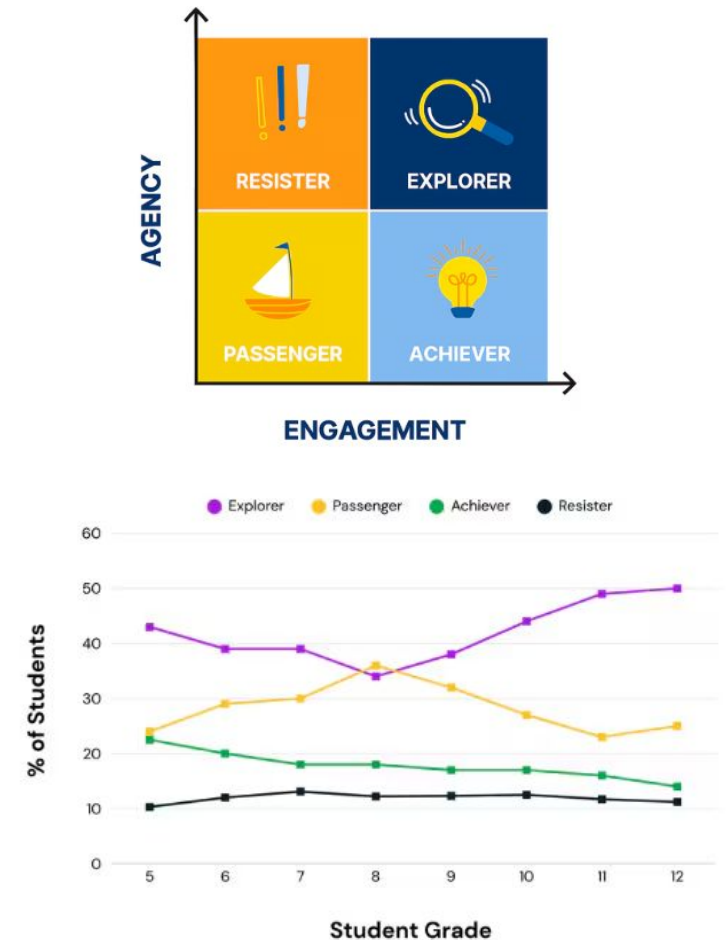 AGENCY
RESISTER
EXPLORER
PASSENGER
ACHIEVER
ENGAGEMENT
Explorer Passenger Achiever Resister
% of Students
60
50
40
30
20
10
0
5 6 7 8 9 10 11 12
Student Grade